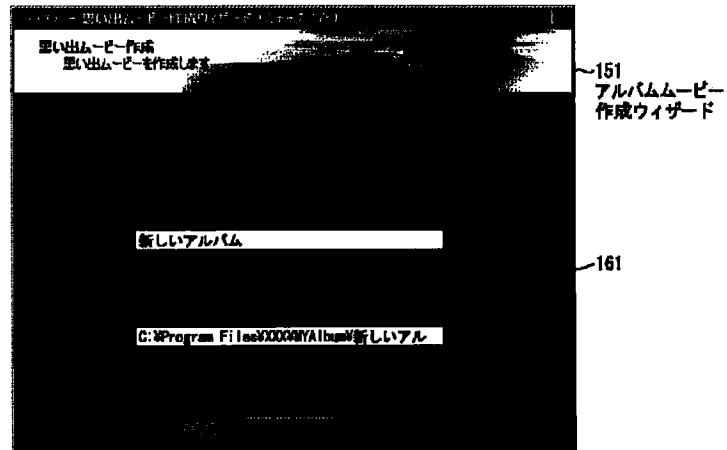 思い出ムービー作成
思い出ムービーを作成します
151
アルバムムービー
作成ウィザード
新しいアルバム
161
C:¥Program Files¥XXXX¥MYAlbum¥新しいアル